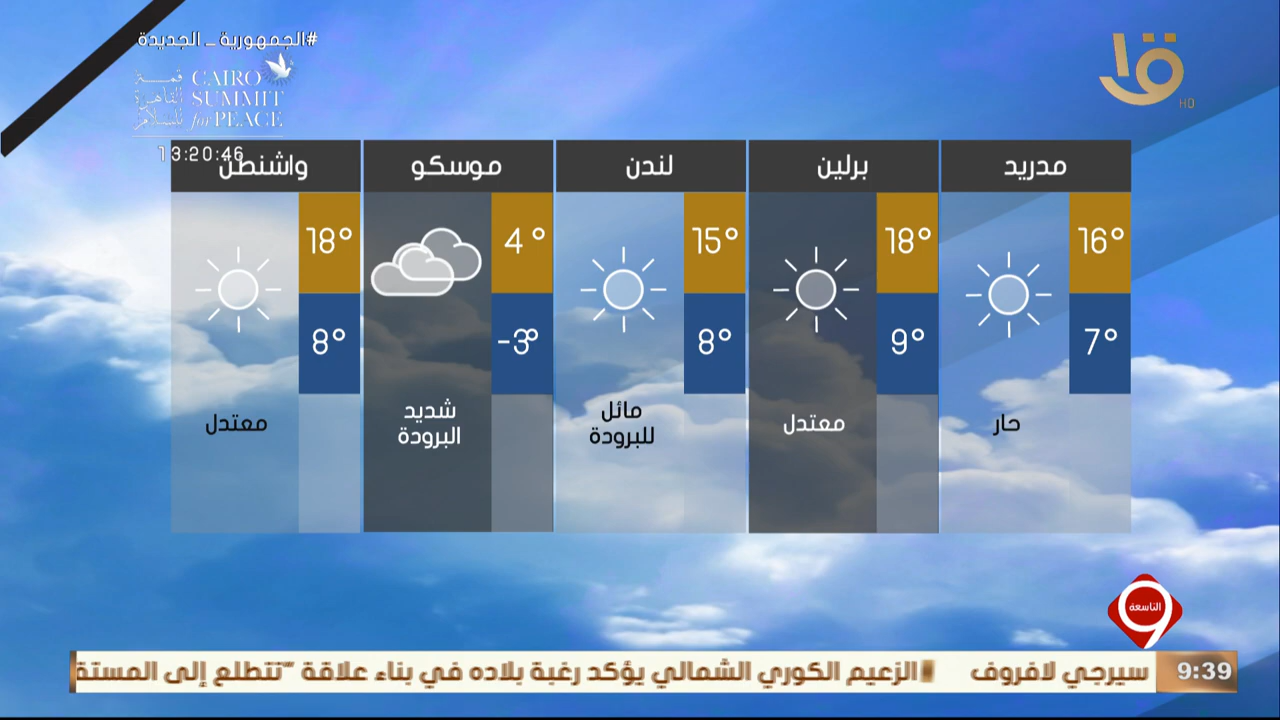 #الجمهورية_الجديدة
CAIRO
SUMMIT
for PEACE
قمة
القاهرة
للسلام
HD
13:20:46
مدريد
16°
7°
حار
برلين
18°
9°
معتدل
لندن
15°
8°
مائل
للبرودة
موسكو
4°
-3°
شديد
البرودة
واشنطن
18°
8°
معتدل
التاسعة
9
9:39
سيرجي لافروف الزعيم الكوري الشمالي يؤكد رغبة بلاده في بناء علاقة "تتطلع إلى المستق